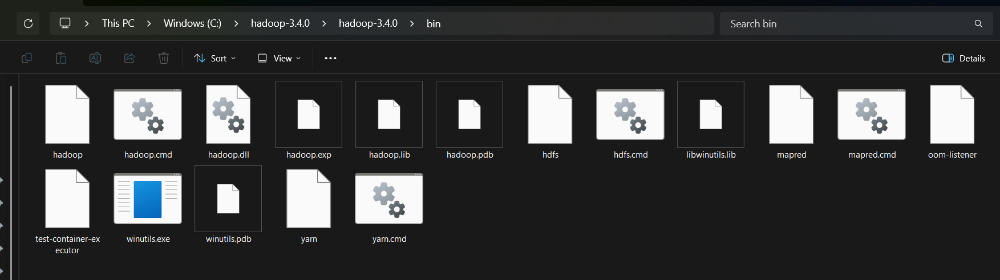 This PC > Windows (C:) > hadoop-3.4.0 > hadoop-3.4.0 > bin
Search bin
Sort
View
Details
hadoop
hadoop.cmd
hadoop.dll
hadoop.exp
hadoop.lib
hadoop.pdb
hdfs
hdfs.cmd
libwinutils.lib
mapred
mapred.cmd
oom-listener
test-container-ex
ecutor
winutils.exe
winutils.pdb
yarn
yarn.cmd